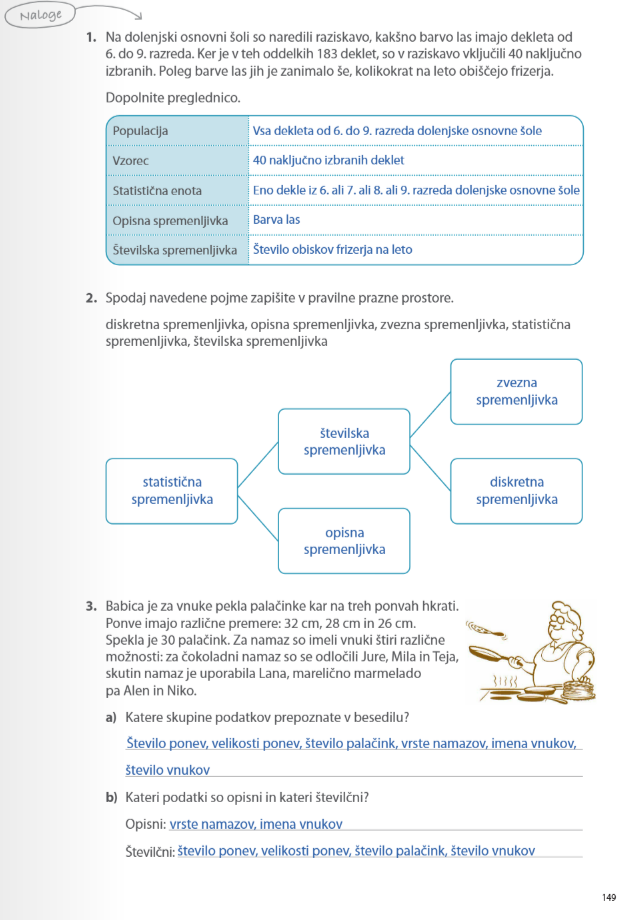 Naloge
1. Na dolenjski osnovni šoli so naredili raziskavo, kakšno barvo las imajo dekleta od
6. do 9. razreda. Ker je v teh oddelkih 183 deklet, so v raziskavo vključili 40 naključno
izbranih. Poleg barve las jih je zanimalo še, kolikokrat na leto obiščejo frizerja.
Dopolnite preglednico.
Populacija Vsa dekleta od 6. do 9. razreda dolenjske osnovne šole
Vzorec 40 naključno izbranih deklet
Statistična enota Eno dekle iz 6. ali 7. ali 8. ali 9. razreda dolenjske osnovne šole
Opisna spremenljivka Barva las
Številska spremenljivka Število obiskov frizerja na leto
2. Spodaj navedene pojme zapišite v pravilne prazne prostore.
diskretna spremenljivka, opisna spremenljivka, zvezna spremenljivka, statistična
spremenljivka, številska spremenljivka
zvezna
spremenljivka
številska
spremenljivka
statistična
spremenljivka
diskretna
spremenljivka
opisna
spremenljivka
3. Babica je za vnuke pekla palačinke kar na treh ponvah hkrati.
Ponve imajo različne premere: 32 cm, 28 cm in 26 cm.
Spekla je 30 palačink. Za namaz so imeli vnuki štiri različne
možnosti: za čokoladni namaz so se odločili Jure, Mila in Teja,
skutin namaz je uporabila Lana, marelično marmelado
pa Alen in Niko.
a) Katere skupine podatkov prepoznate v besedilu?
Število ponev, velikosti ponev, število palačink, vrste namazov, imena vnukov,
število vnukov
b) Kateri podatki so opisni in kateri številčni?
Opisni: vrste namazov, imena vnukov
Številčni: število ponev, velikosti ponev, število palačink, število vnukov
149